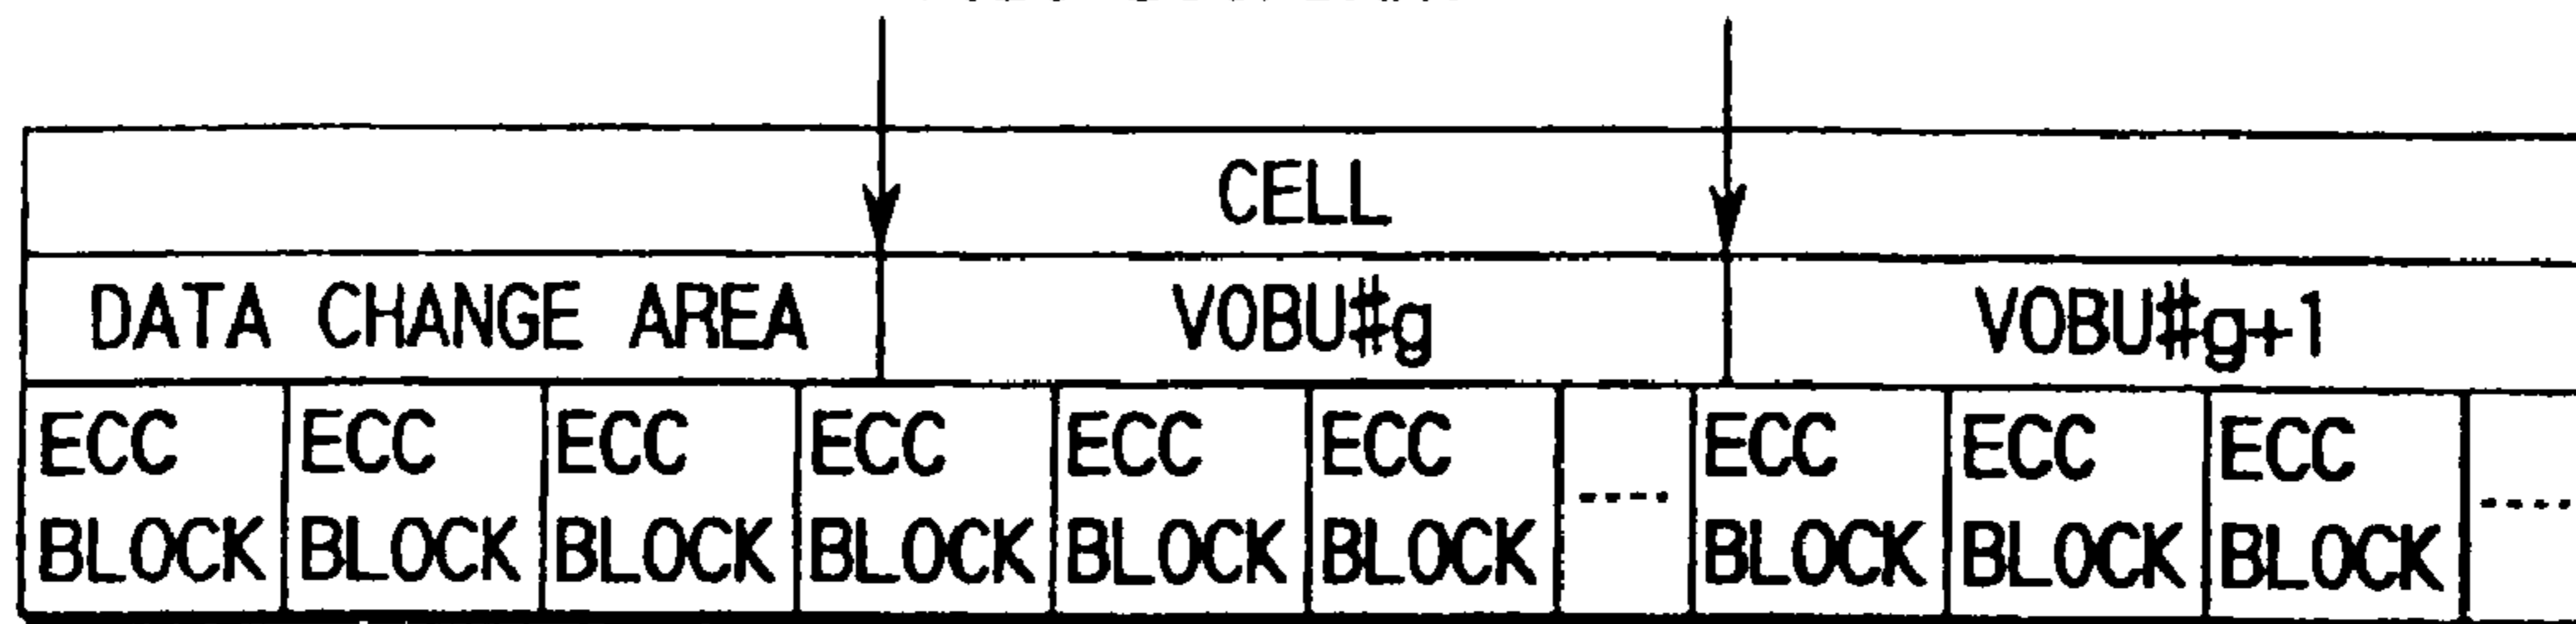 CELL
DATA CHANGE AREA VOBU#g VOBU#g+1
ECC ECC ECC ECC ECC ECC ECC ECC ECC
BLOCK BLOCK BLOCK BLOCK BLOCK BLOCK ---- BLOCK BLOCK BLOCK ----